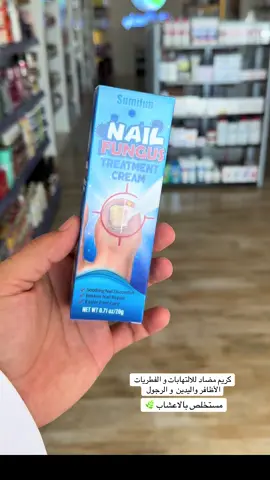 Sumifun
NAIL
FUNGUS
TREATMENT
CREAM
NET WT 0.71oz/20g
كريم مضاد للالتهابات و الفطريات
الأظافر واليدين و الرجول
مستخلص بالاعشاب